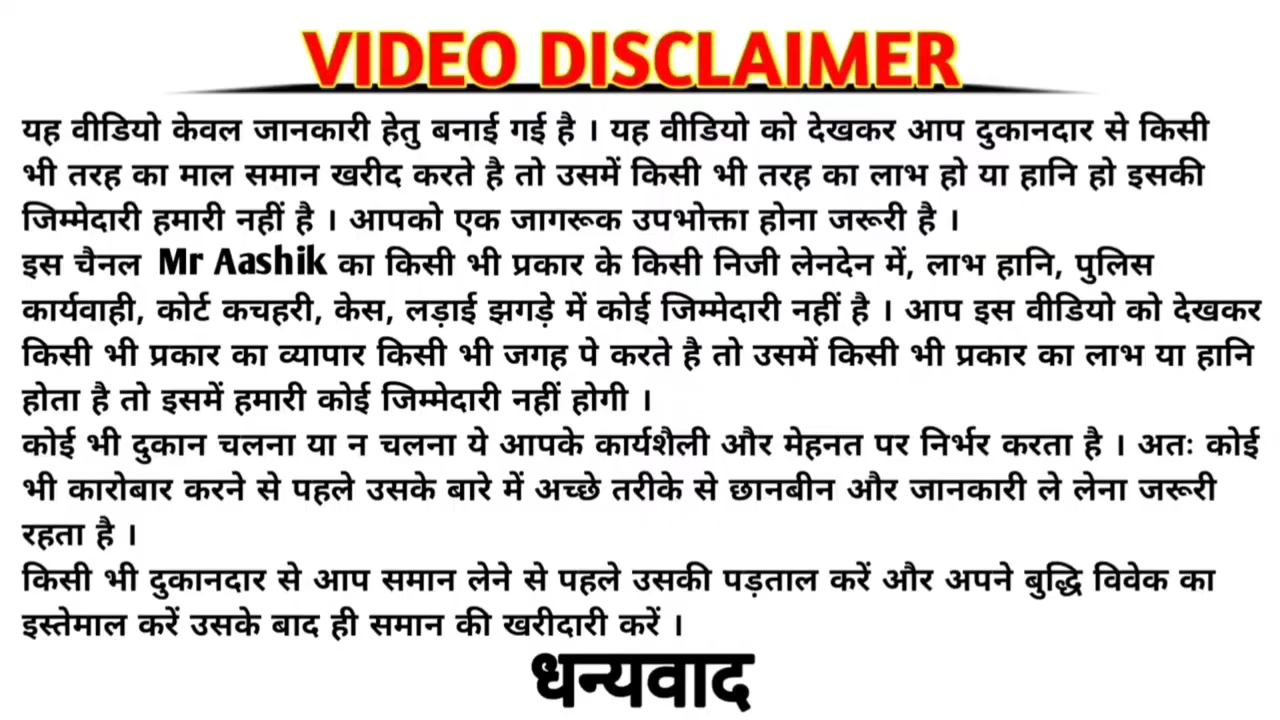 VIDEO DISCLAIMER
यह वीडियो केवल जानकारी हेतु बनाई गई है । यह वीडियो को देखकर आप दुकानदार से किसी
भी तरह का माल समान खरीद करते है तो उसमें किसी भी तरह का लाभ हो या हानि हो इसकी
जिम्मेदारी हमारी नहीं है । आपको एक जागरूक उपभोक्ता होना जरूरी है ।
इस चैनल Mr Aashik का किसी भी प्रकार के किसी निजी लेनदेन में, लाभ हानि, पुलिस
कार्यवाही, कोर्ट कचहरी, केस, लड़ाई झगड़े में कोई जिम्मेदारी नहीं है । आप इस वीडियो को देखकर
किसी भी प्रकार का व्यापार किसी भी जगह पे करते है तो उसमें किसी भी प्रकार का लाभ या हानि
होता है तो इसमें हमारी कोई जिम्मेदारी नहीं होगी ।
कोई भी दुकान चलना या न चलना ये आपके कार्यशैली और मेहनत पर निर्भर करता है । अतः कोई
भी कारोबार करने से पहले उसके बारे में अच्छे तरीके से छानबीन और जानकारी ले लेना जरूरी
रहता है ।
किसी भी दुकानदार से आप समान लेने से पहले उसकी पड़ताल करें और अपने बुद्धि विवेक का
इस्तेमाल करें उसके बाद ही समान की खरीदारी करें ।
धन्यवाद